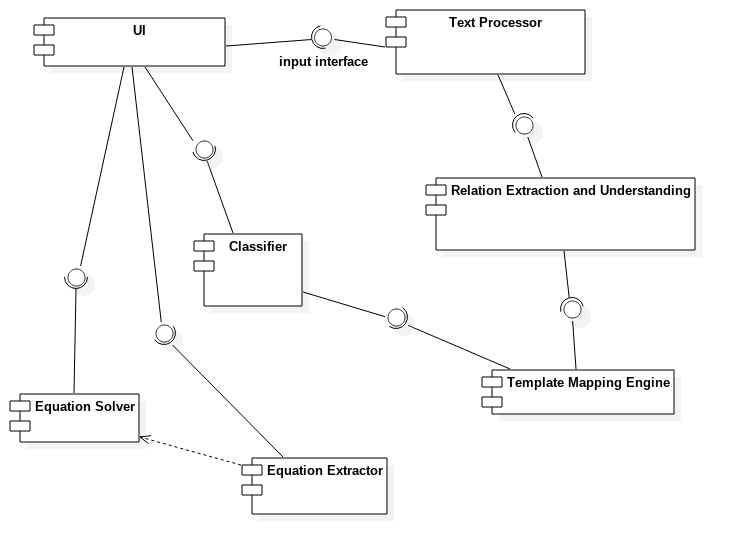 UI
Text Processor
input interface
Relation Extraction and Understanding
Classifier
Template Mapping Engine
Equation Solver
Equation Extractor